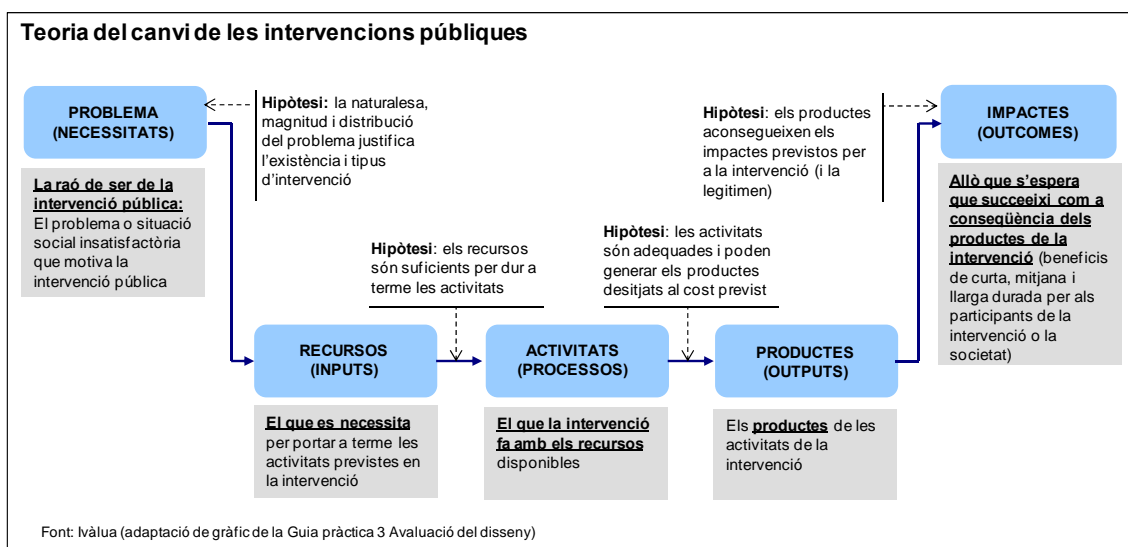 Teoria del canvi de les intervencions públiques
PROBLEMA
(NECESSITATS)
Hipòtesi: la naturalesa,
magnitud i distribució
del problema justifica
l'existència i tipus
d'intervenció
Hipòtesi: els productes
aconsegueixen els
impactes previstos per
a la intervenció (i la
legitimen)
IMPACTES
(OUTCOMES)
La raó de ser de la
intervenció pública:
El problema o situació
social insatisfactòria
que motiva la
intervenció pública
Allò que s'espera
que succeeixi com a
conseqüència dels
productes de la
intervenció (beneficis
de curta, mitjana i
llarga durada per als
participants de la
intervenció o la
societat)
Hipòtesi: els recursos
són suficients per dur a
terme les activitats
Hipòtesi: les activitats
són adequades i poden
generar els productes
desitjats al cost previst
RECURSOS
(INPUTS)
ACTIVITATS
(PROCESSOS)
PRODUCTES
(OUTPUTS)
El que es necessita
per portar a terme les
activitats previstes en
la intervenció
El que la intervenció
fa amb els recursos
disponibles
Els productes de les
activitats de la
intervenció
Font: Ivàlua (adaptació de gràfic de la Guia pràctica 3 Avaluació del disseny)